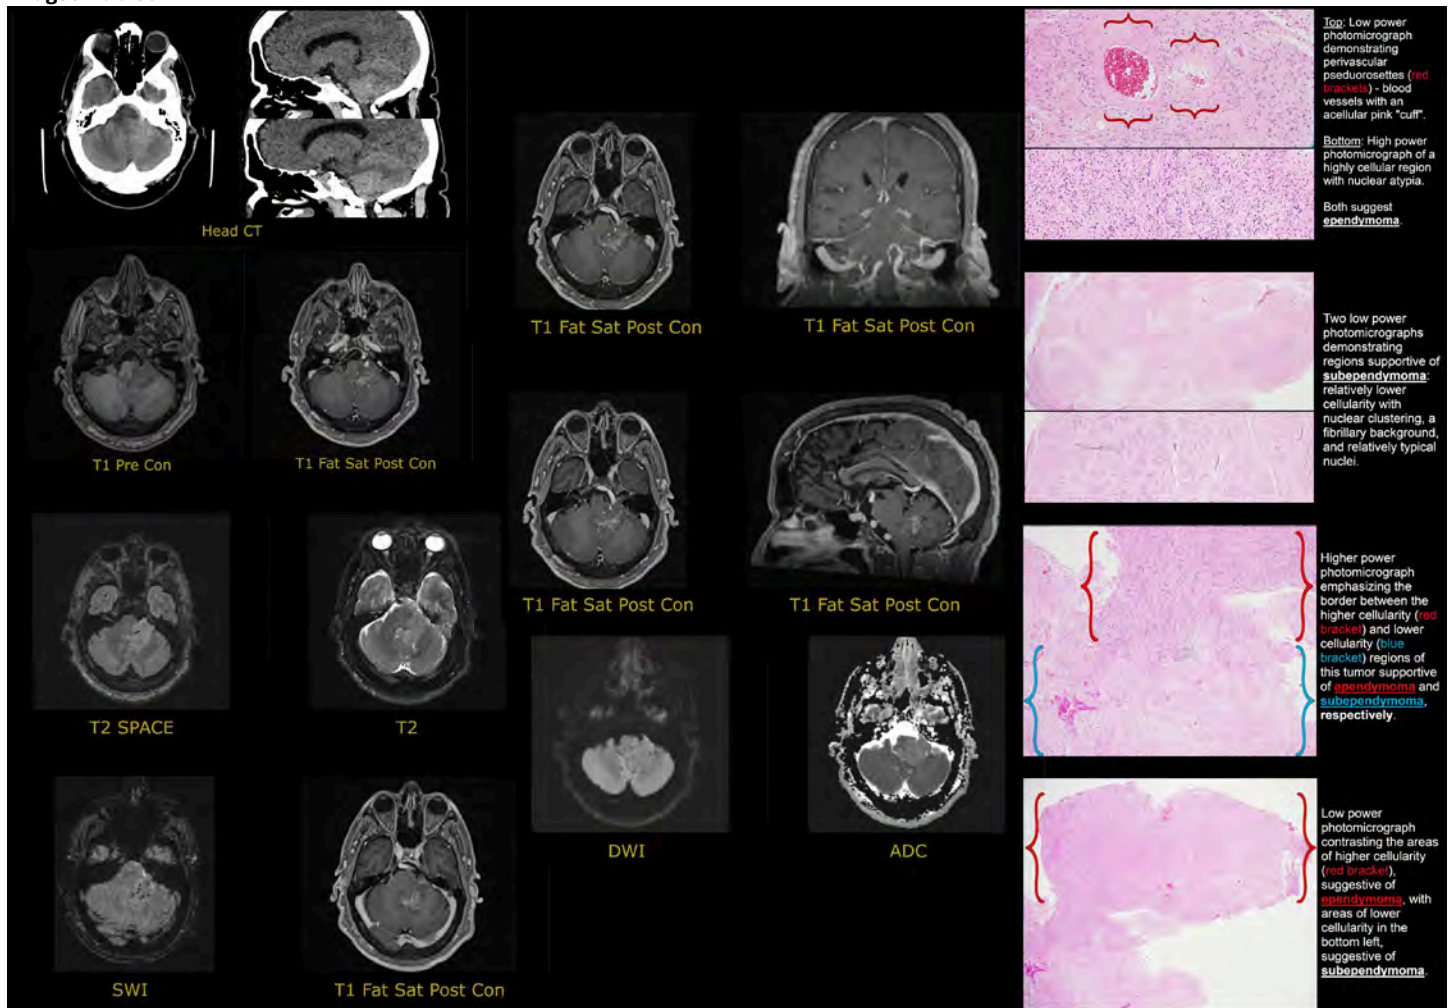 Head CT
T1 Pre Con
T1 Fat Sat Post Con
T2 SPACE
T2
SWI
T1 Fat Sat Post Con
T1 Fat Sat Post Con
T1 Fat Sat Post Con
T1 Fat Sat Post Con
T1 Fat Sat Post Con
DWI
ADC
Top: Low power
photomicrograph
demonstrating
perivascular
pseduorosettes (red
brackets) - blood
vessels with an
acellular pink "cuff".
Bottom: High power
photomicrograph of a
highly cellular region
with nuclear atypia.
Both suggest
ependymoma.
Two low power
photomicrographs
demonstrating
regions supportive of
subependymoma:
relatively lower
cellularity with
nuclear clustering, a
fibrillary background,
and relatively typical
nuclei.
Higher power
photomicrograph
emphasizing the
border between the
higher cellularity (red
bracket) and lower
cellularity (blue
bracket) regions of
this tumor supportive
of ependymoma and
subependymoma,
respectively.
Low power
photomicrograph
contrasting the areas
of higher cellularity
(red bracket),
suggestive of
ependymoma, with
areas of lower
cellularity in the
bottom left,
suggestive of
subependymoma.